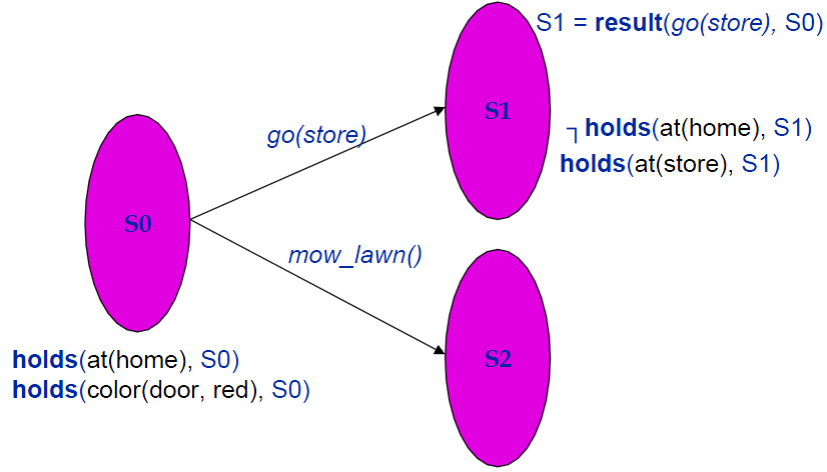 S1 = result(go(store), S0)
S1
go(store)
┐holds(at(home), S1)
holds(at(store), S1)
S0
mow_lawn()
S2
holds(at(home), S0)
holds(color(door, red), S0)